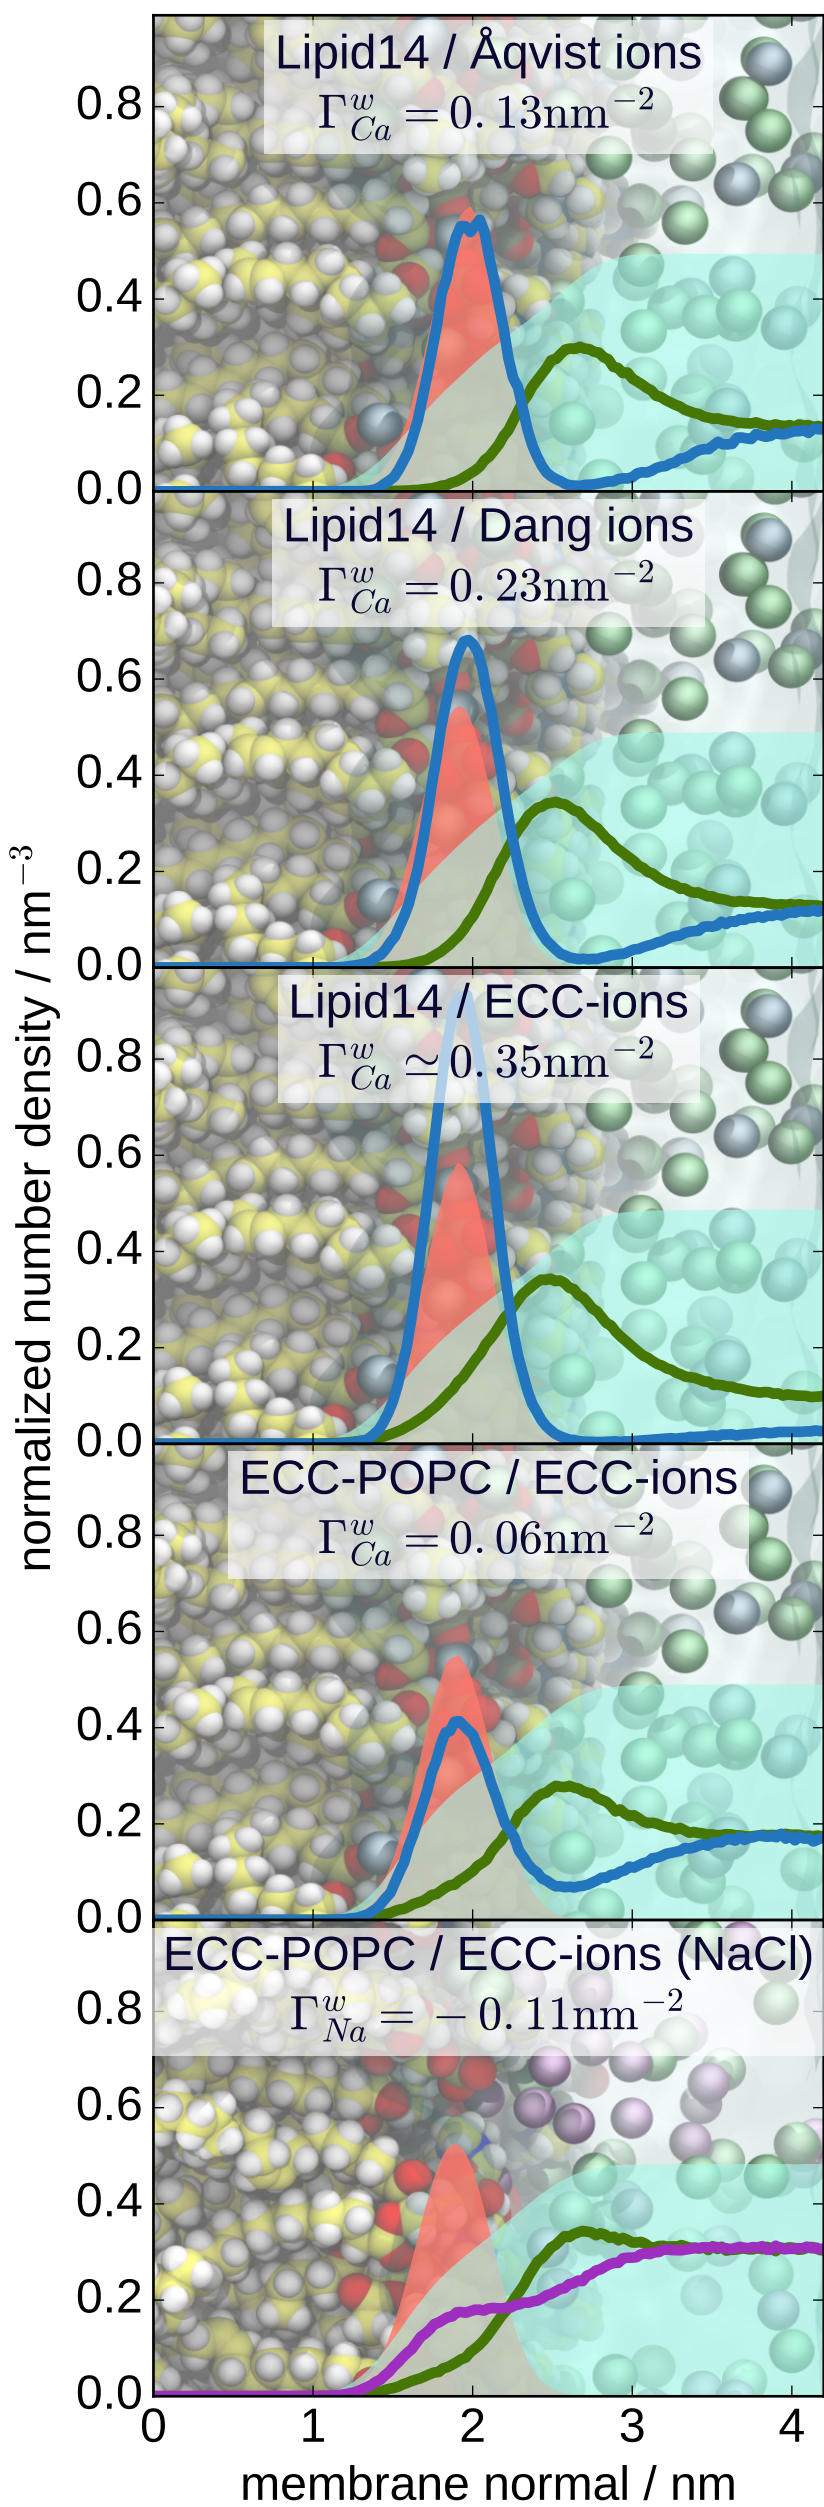 normalized number density / nm⁻³
Lipid14 / Åqvist ions
Γ^w_Ca = 0.13nm⁻²
0.8
0.6
0.4
0.2
0.0
Lipid14 / Dang ions
Γ^w_Ca = 0.23nm⁻²
0.8
0.6
0.4
0.2
0.0
Lipid14 / ECC-ions
Γ^w_Ca ≃ 0.35nm⁻²
0.8
0.6
0.4
0.2
0.0
ECC-POPC / ECC-ions
Γ^w_Ca = 0.06nm⁻²
0.8
0.6
0.4
0.2
0.0
ECC-POPC / ECC-ions (NaCl)
Γ^w_Na = −0.11nm⁻²
0.8
0.6
0.4
0.2
0.0
0 1 2 3 4
membrane normal / nm